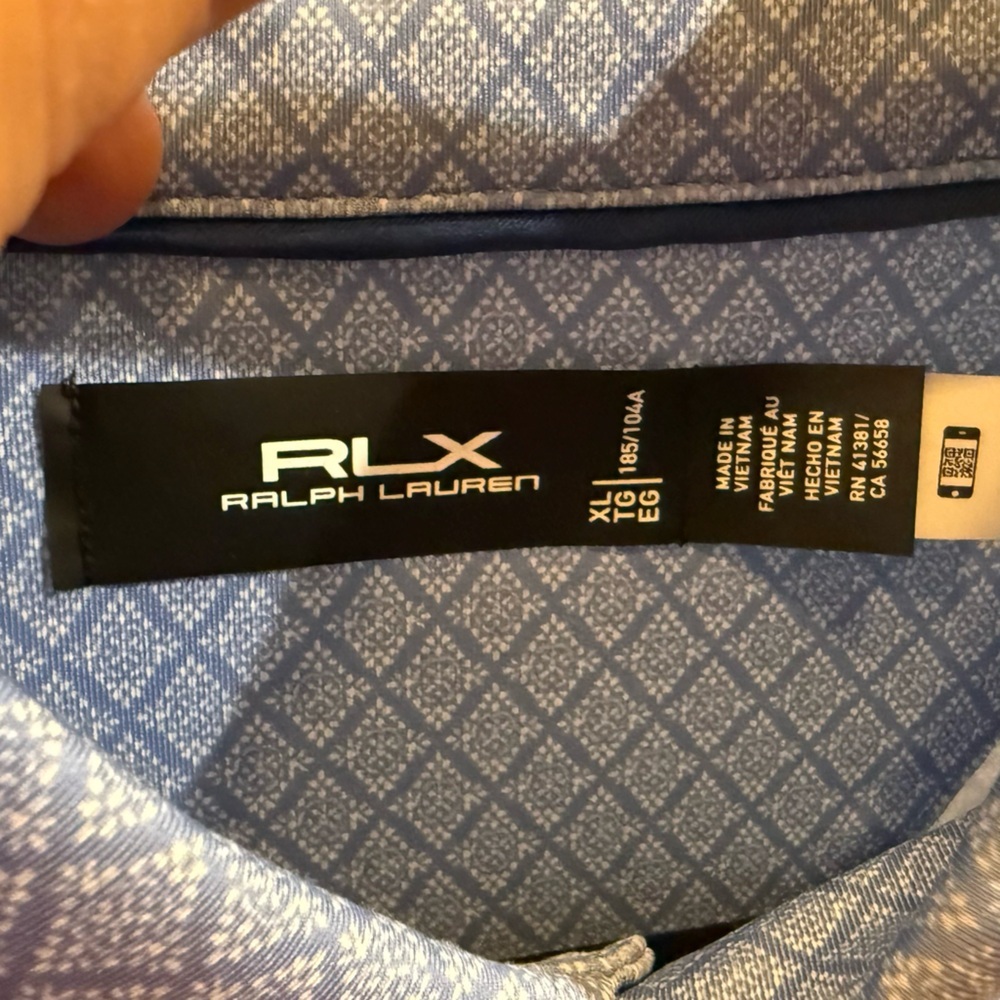 RLX
RALPH LAUREN
XL
TG
EG
185/104A
MADE IN
VIETNAM
FABRIQUÉ AU
VIÊT NAM
HECHO EN
VIETNAM
RN 41381/
CA 56658